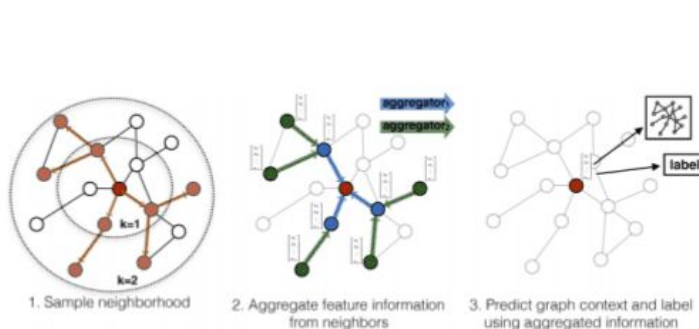 aggregator₁
aggregator₂
label
k=1
k=2
1. Sample neighborhood
2. Aggregate feature information
from neighbors
3. Predict graph context and label
using aggregated information